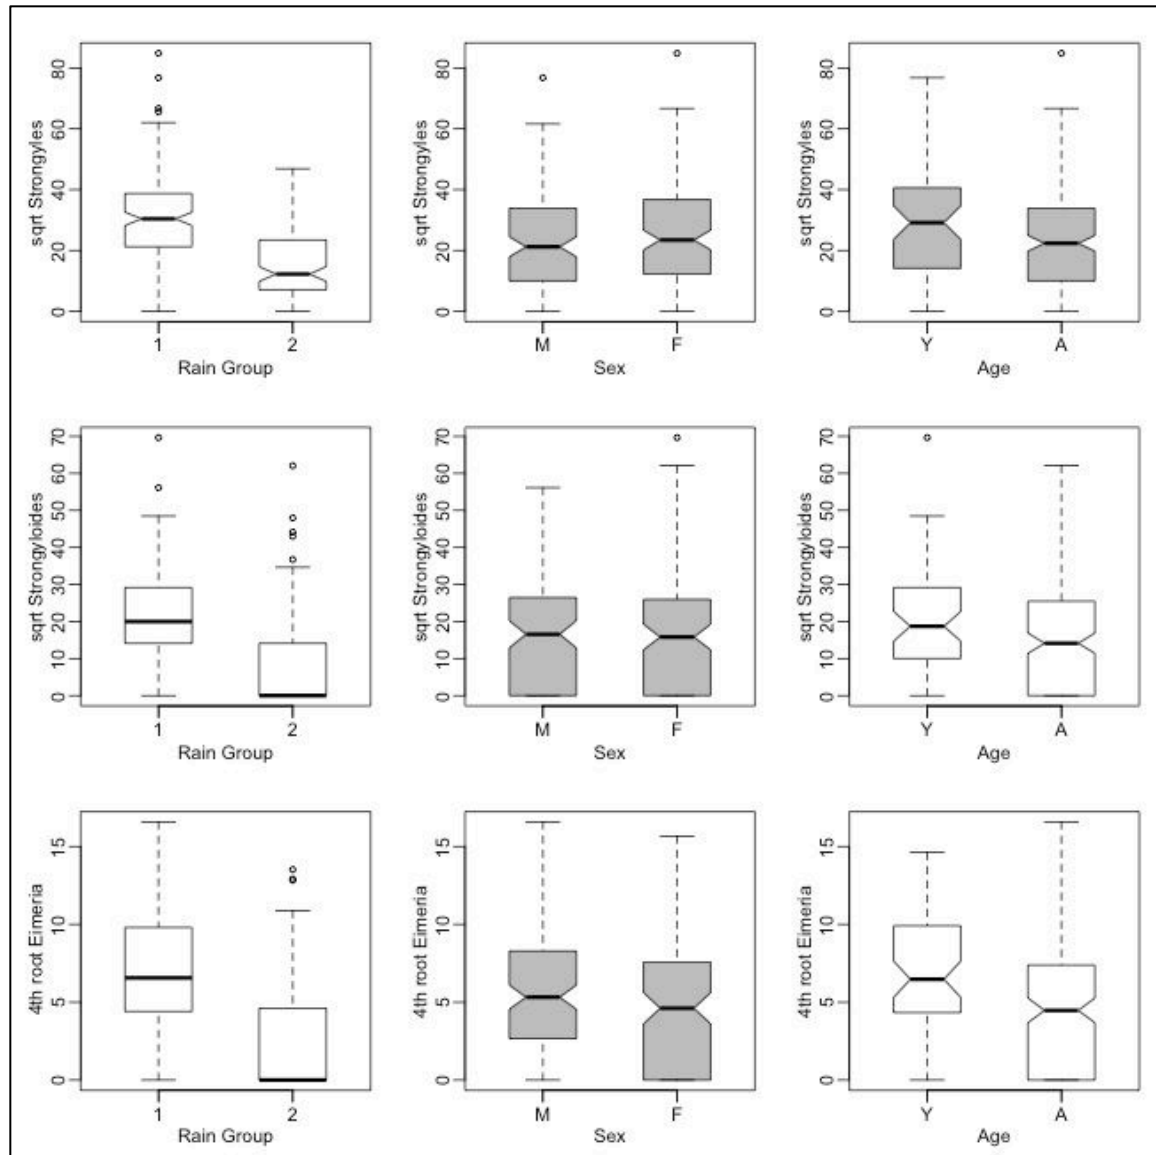 sqrt Strongyles
80
60
40
20
0
1 2
Rain Group
sqrt Strongyles
80
60
40
20
0
M F
Sex
sqrt Strongyles
80
60
40
20
0
Y A
Age
sqrt Strongyloides
70
60
50
40
30
20
10
0
1 2
Rain Group
sqrt Strongyloides
70
60
50
40
30
20
10
0
M F
Sex
sqrt Strongyloides
70
60
50
40
30
20
10
0
Y A
Age
4th root Eimeria
15
10
5
0
1 2
Rain Group
4th root Eimeria
15
10
5
0
M F
Sex
4th root Eimeria
15
10
5
0
Y A
Age